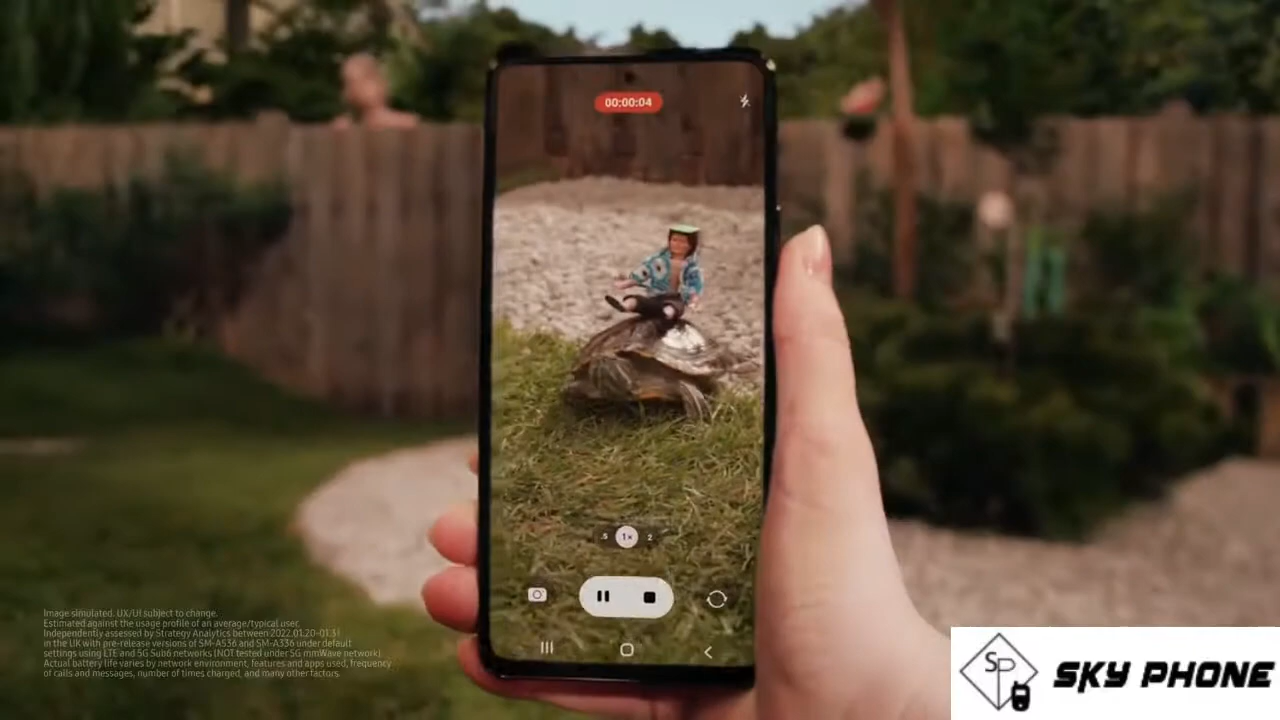 00:00:04
.5 1× 2
Image simulated. UX/UI subject to change.
Estimated against the usage profile of an average/typical user.
Independently assessed by Strategy Analytics between 2022.01.20-01.31
in the UK with pre-release versions of SM-A536 and SM-A336 under default
settings using LTE and 5G Sub6 networks (NOT tested under 5G mmWave network).
Actual battery life varies by network environment, features and apps used, frequency
of calls and messages, number of times charged, and many other factors.
SP
SKY PHONE